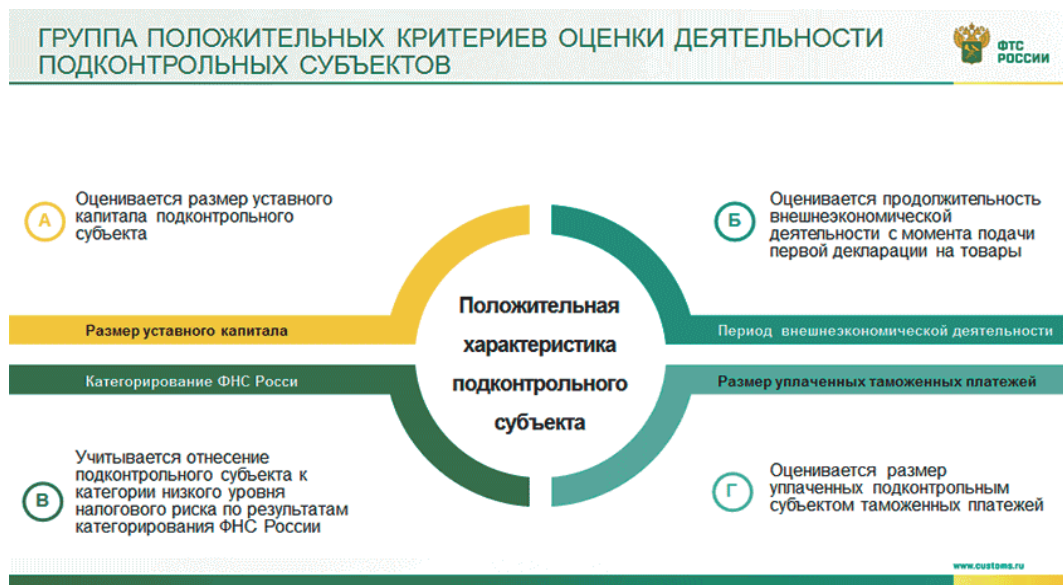 ГРУППА ПОЛОЖИТЕЛЬНЫХ КРИТЕРИЕВ ОЦЕНКИ ДЕЯТЕЛЬНОСТИ
ПОДКОНТРОЛЬНЫХ СУБЪЕКТОВ
ФТС
РОССИИ
А
Оценивается размер уставного
капитала подконтрольного
субъекта
Размер уставного капитала
Б
Оценивается продолжительность
внешнеэкономической
деятельности с момента подачи
первой декларации на товары
Период внешнеэкономической деятельности
Положительная
характеристика
подконтрольного
субъекта
Категорирование ФНС Росси
В
Учитывается отнесение
подконтрольного субъекта к
категории низкого уровня
налогового риска по результатам
категорирования ФНС России
Размер уплаченных таможенных платежей
Г
Оценивается размер
уплаченных подконтрольным
субъектом таможенных платежей
www.customs.ru